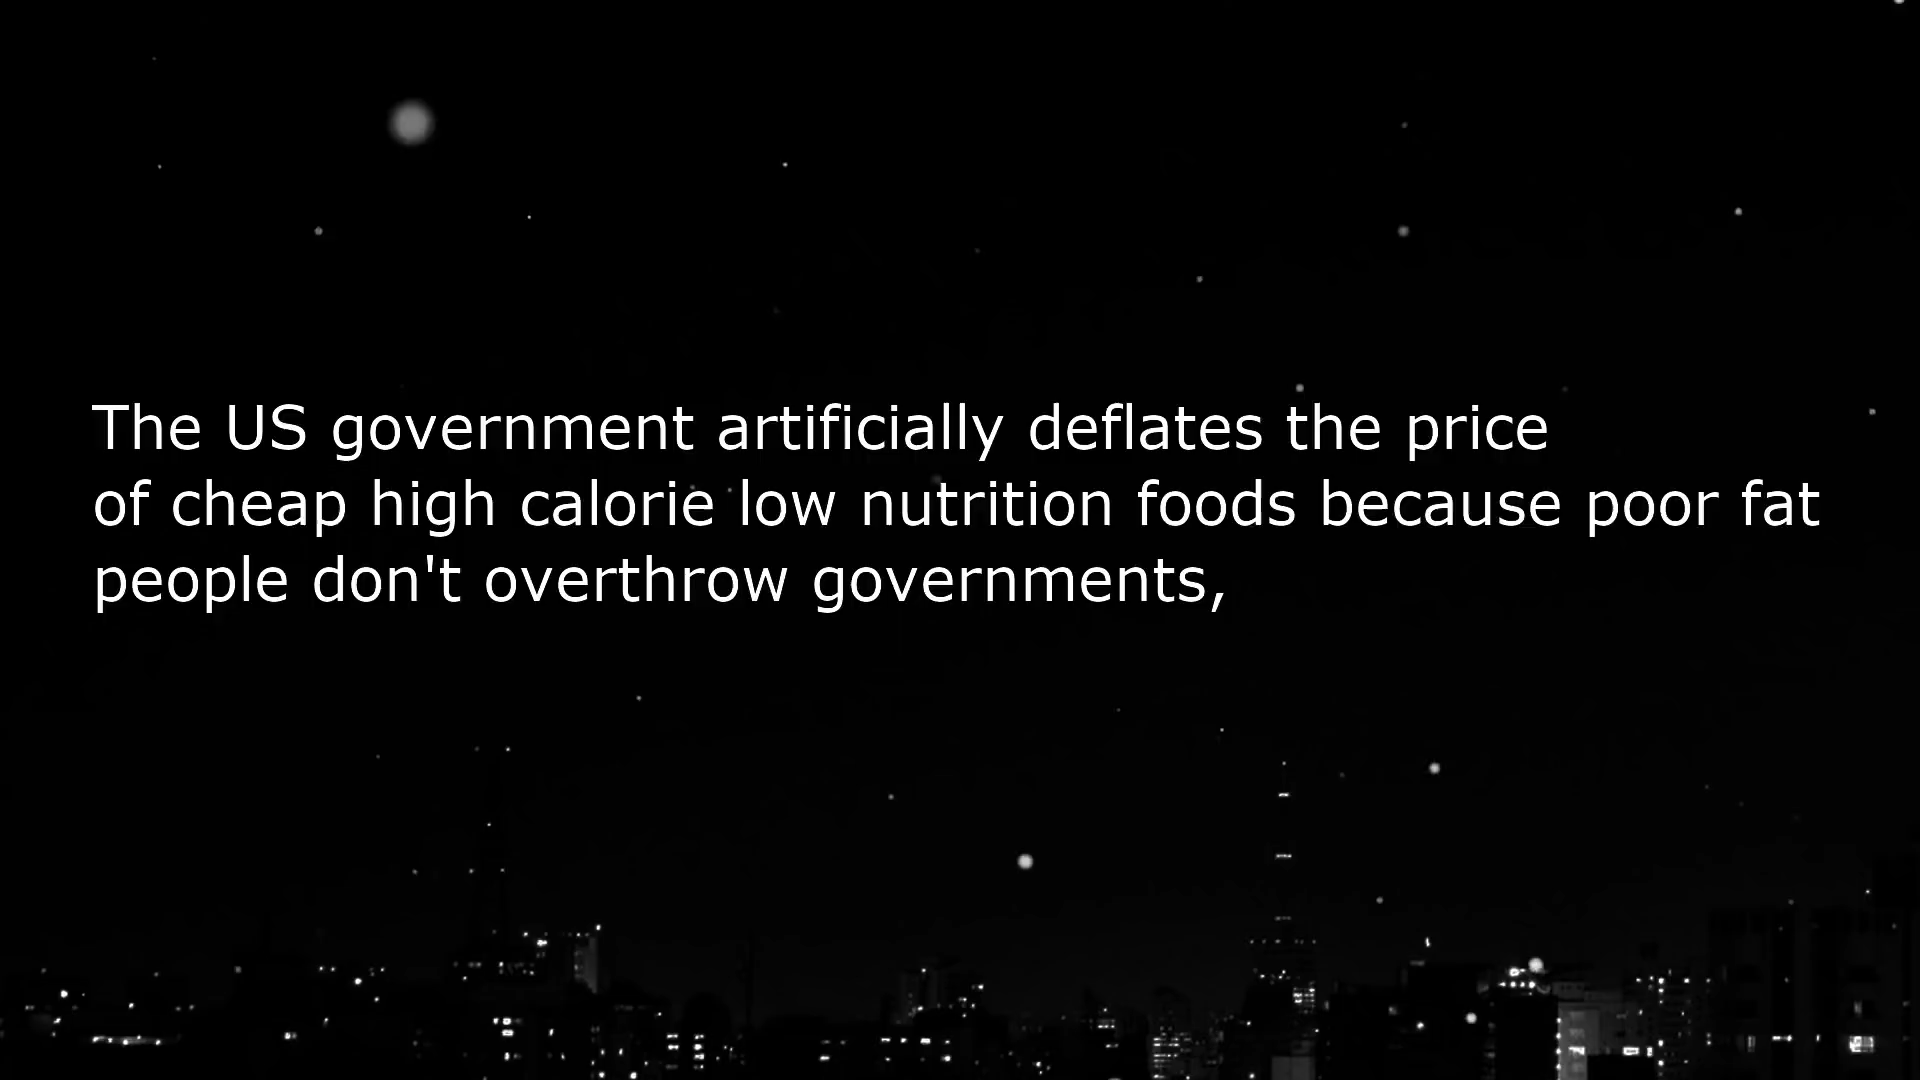 The US government artificially deflates the price
of cheap high calorie low nutrition foods because poor fat
people don't overthrow governments,